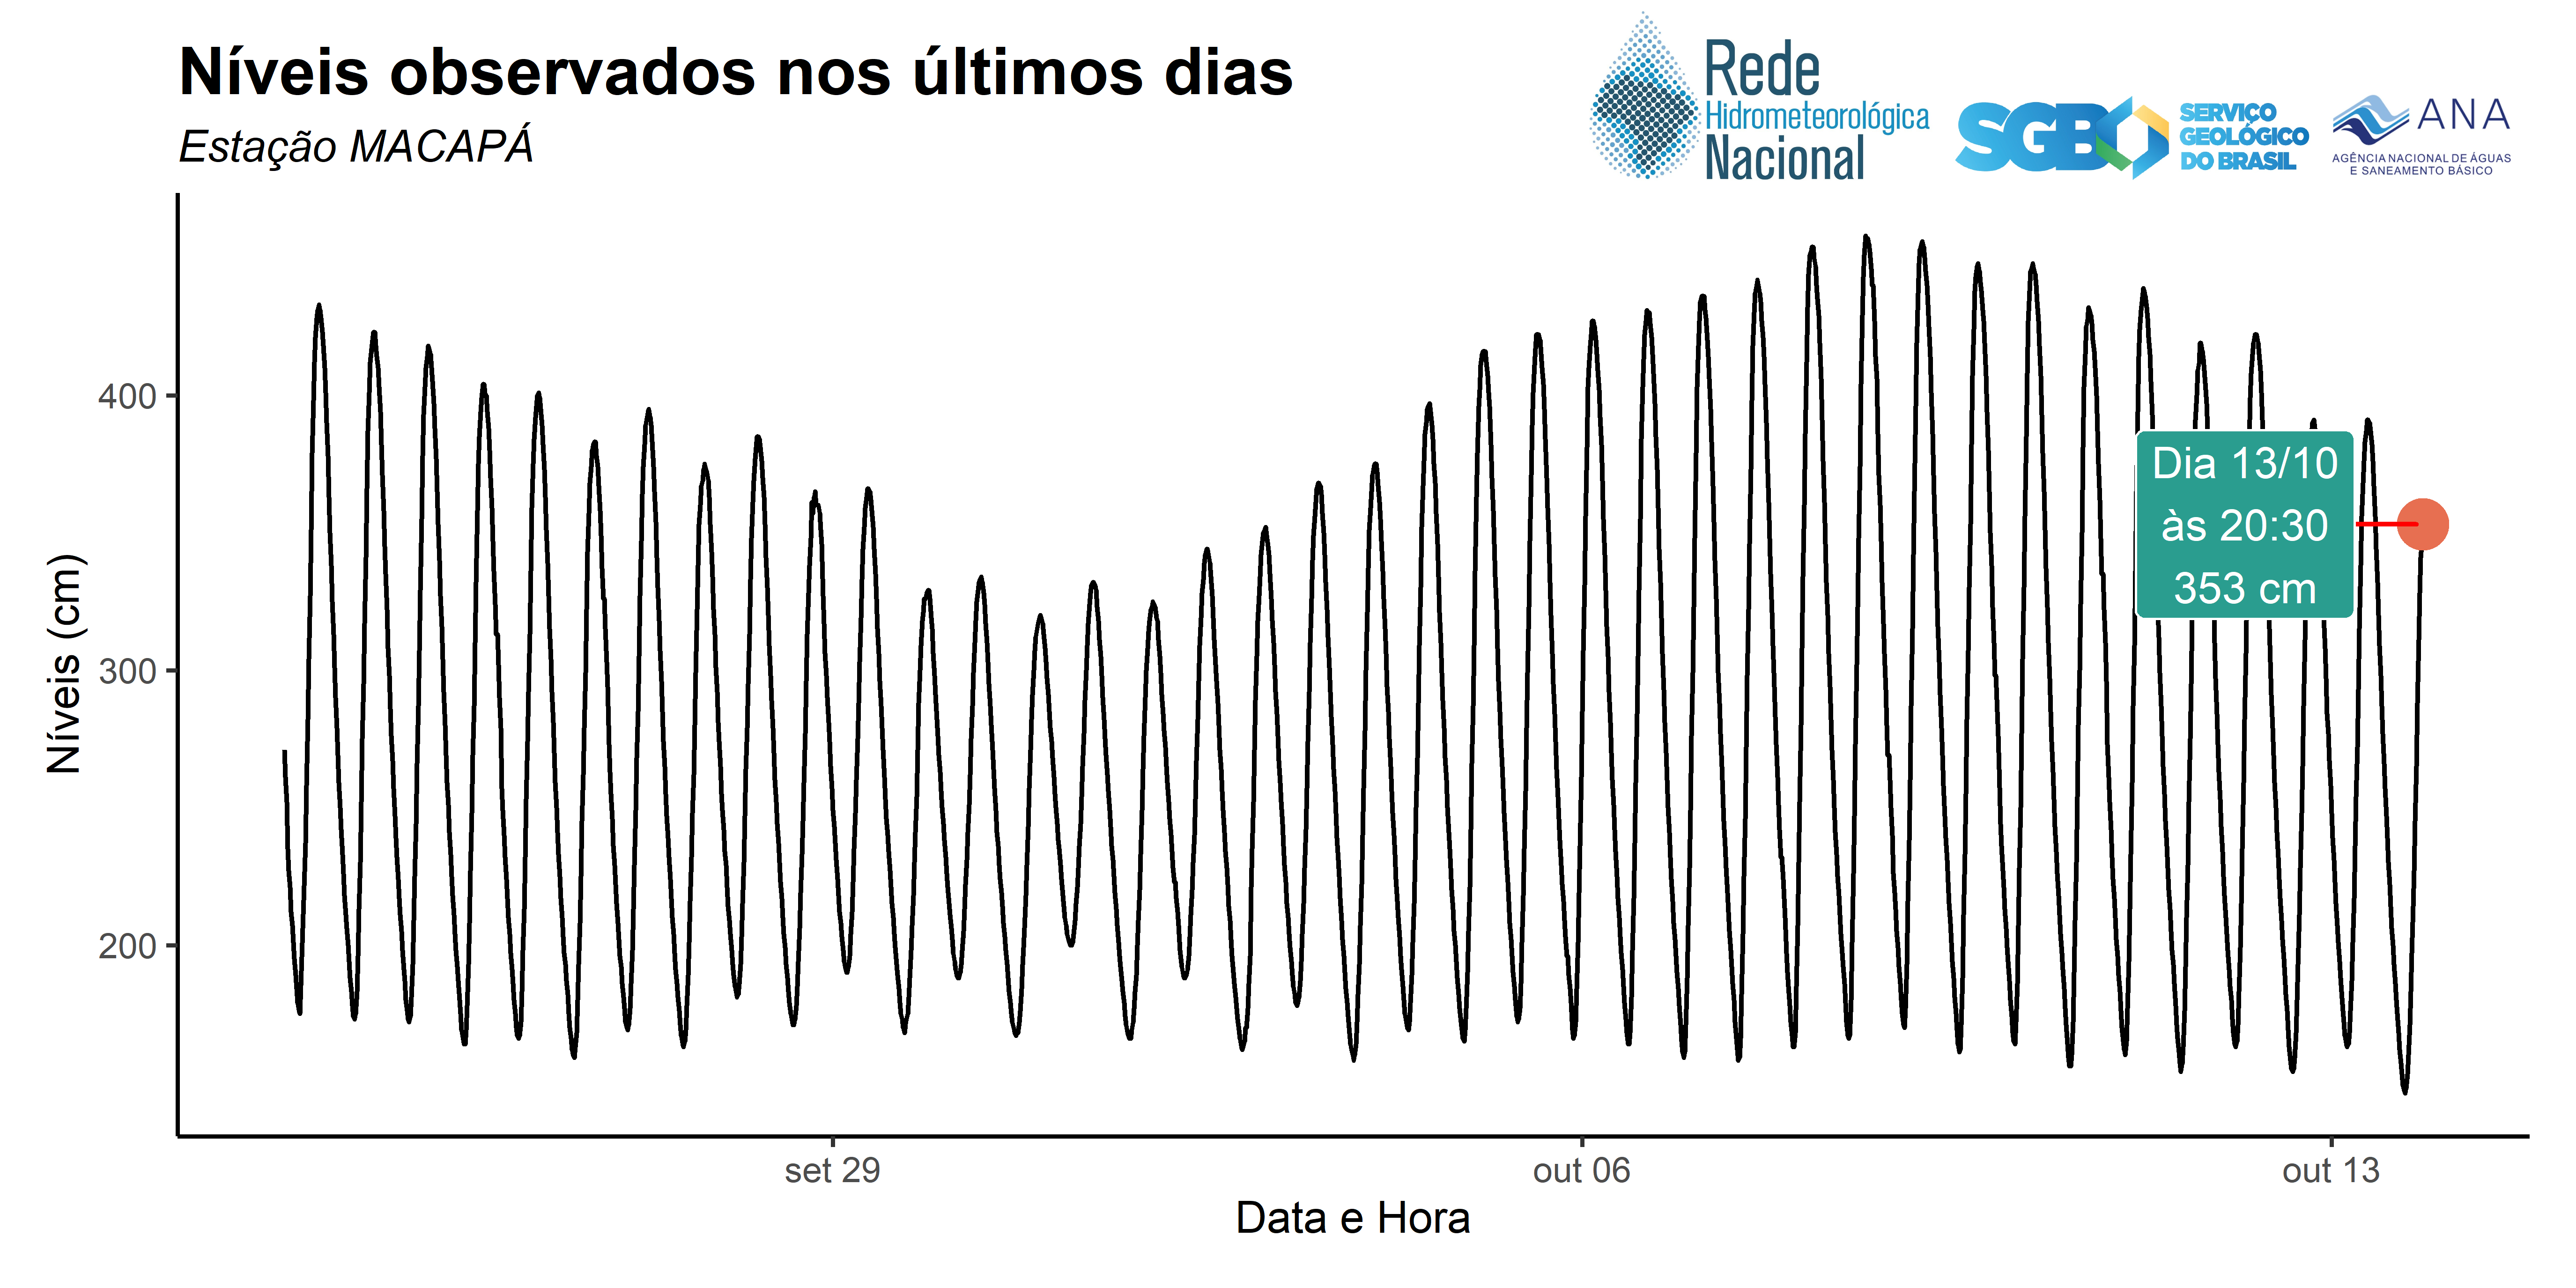 Níveis observados nos últimos dias
Estação MACAPÁ
Rede
Hidrometeorológica
Nacional
SGB
SERVIÇO
GEOLÓGICO
DO BRASIL
ANA
AGÊNCIA NACIONAL DE ÁGUAS
E SANEAMENTO BÁSICO
Níveis (cm)
400
300
200
Dia 13/10
às 20:30
353 cm
set 29
out 06
out 13
Data e Hora